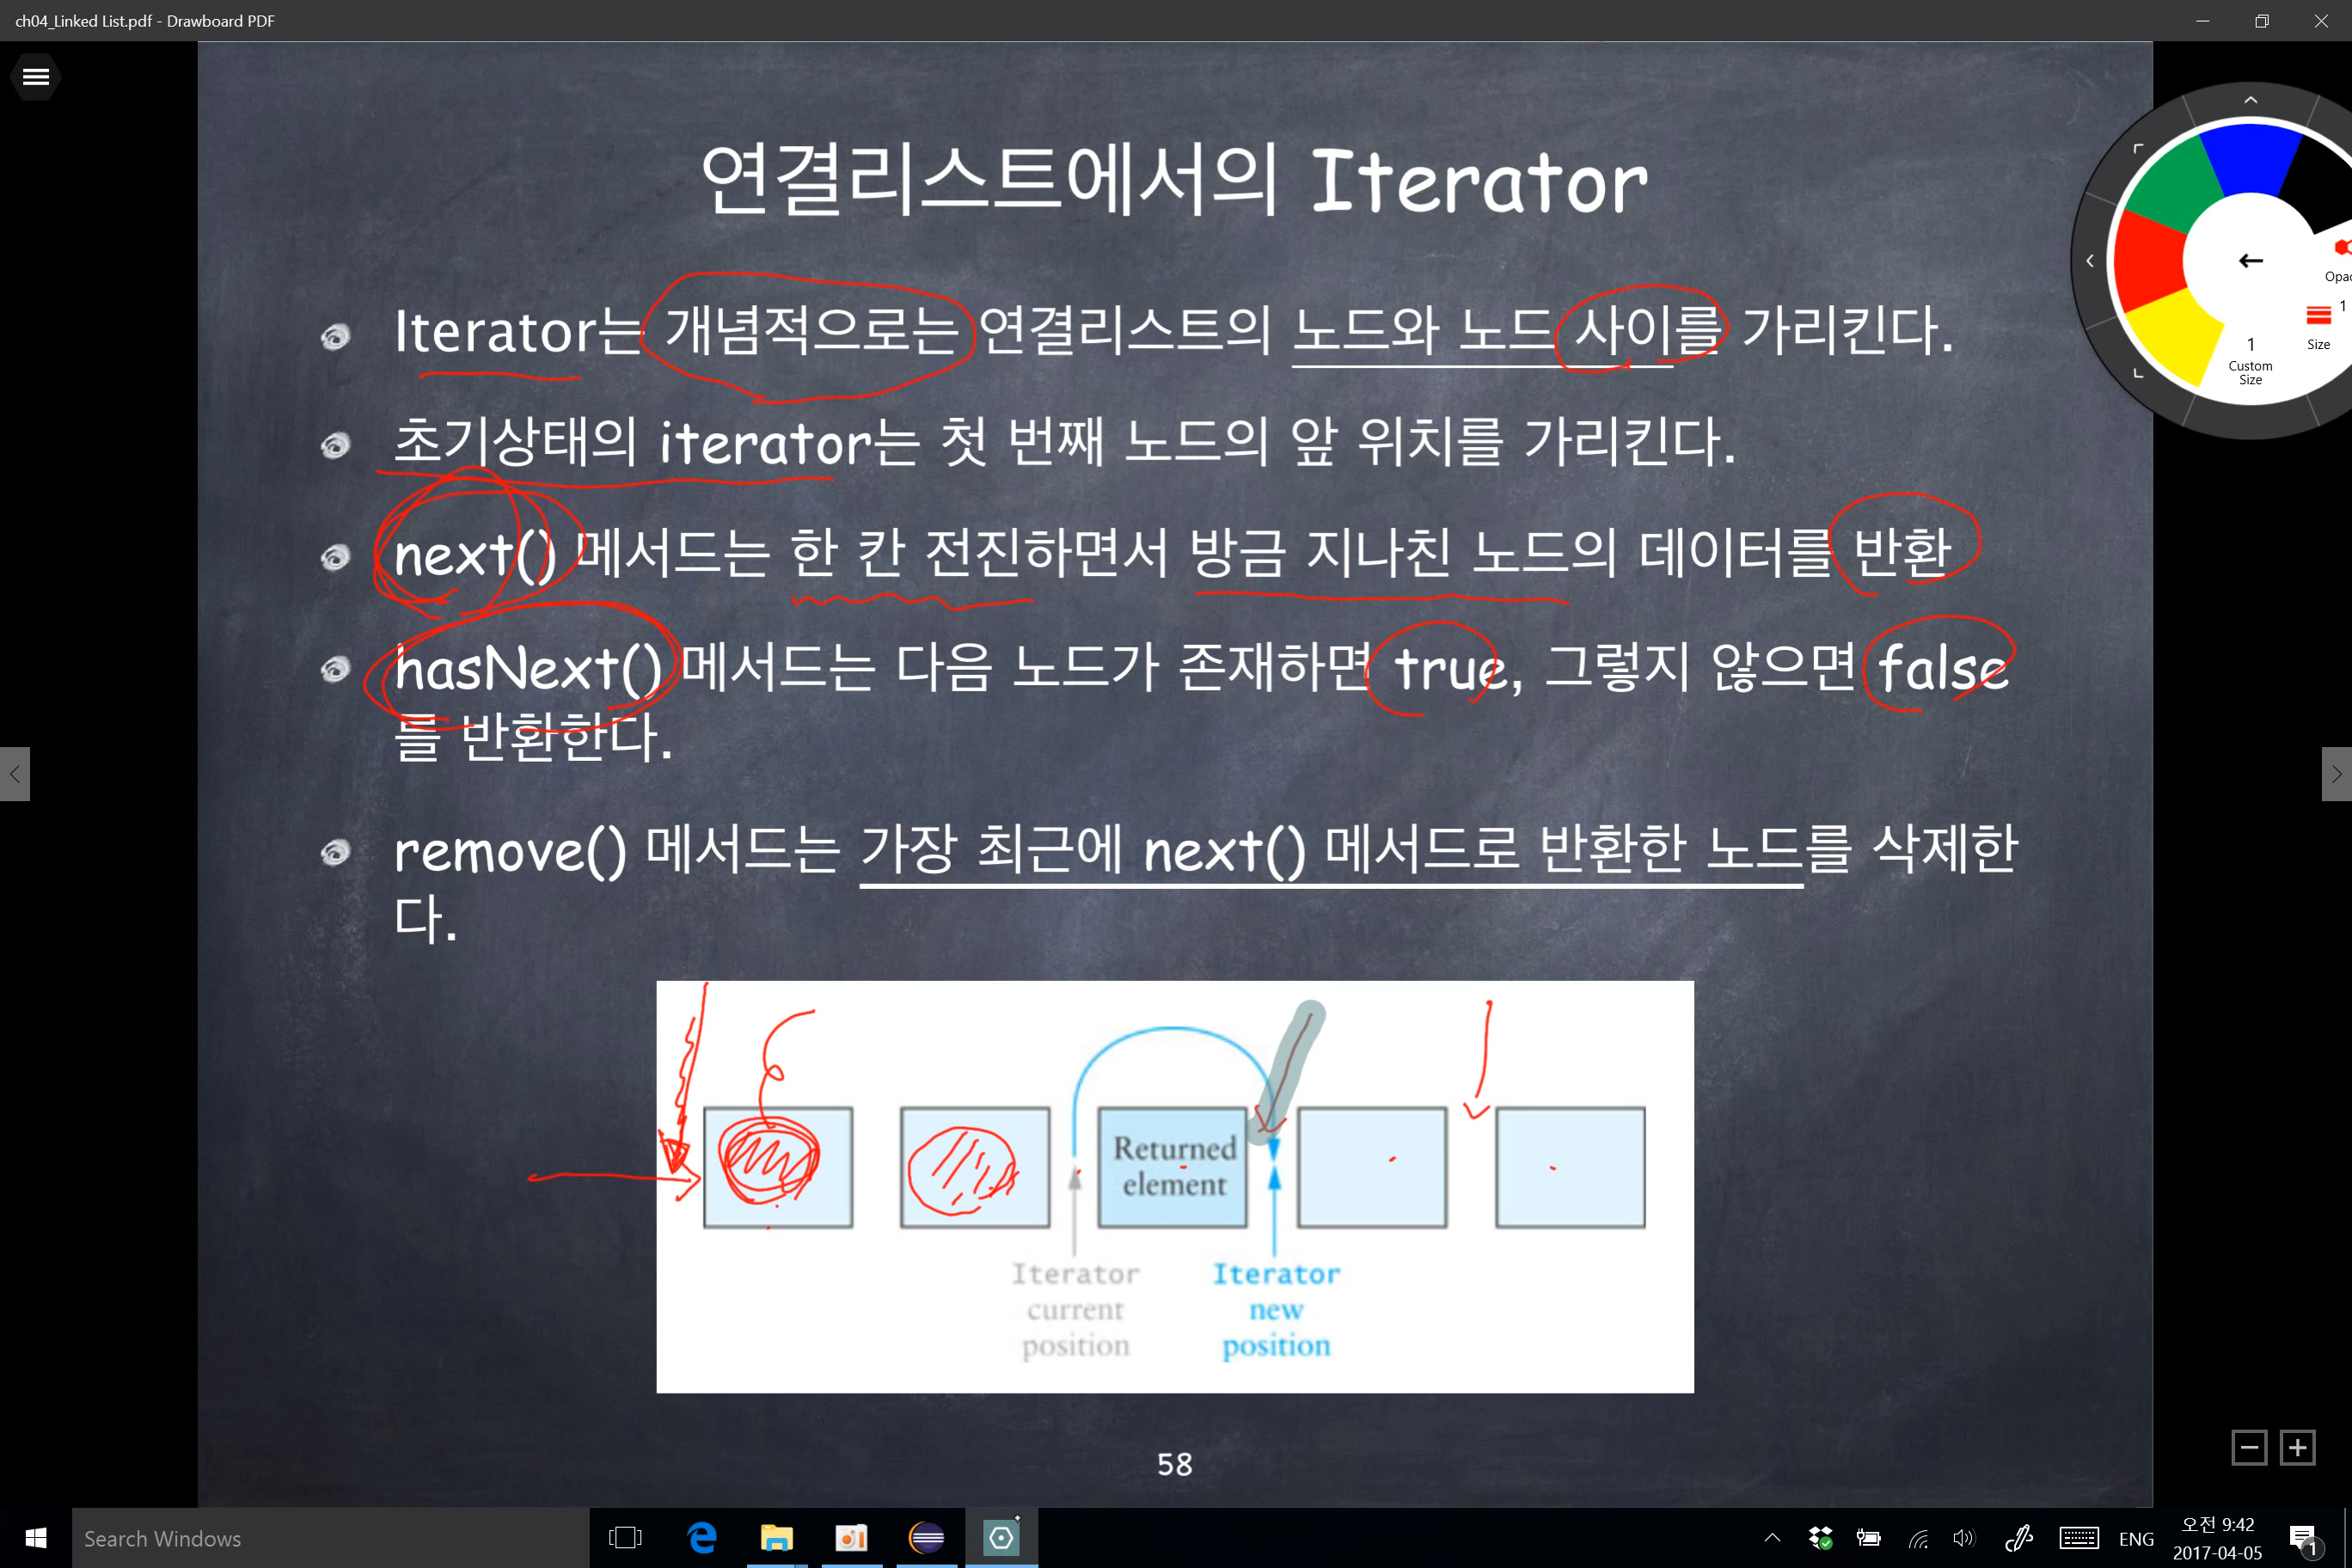 ch04_Linked List.pdf - Drawboard PDF
연결리스트에서의 Iterator
Iterator는 개념적으로는 연결리스트의 노드와 노드 사이를 가리킨다.
초기상태의 iterator는 첫 번째 노드의 앞 위치를 가리킨다.
next() 메서드는 한 칸 전진하면서 방금 지나친 노드의 데이터를 반환
hasNext() 메서드는 다음 노드가 존재하면 true, 그렇지 않으면 false
를 반환한다.
remove() 메서드는 가장 최근에 next() 메서드로 반환한 노드를 삭제한
다.
Returned
element
Iterator
current
position
Iterator
new
position
58
Opac
1
Size
1
Custom
Size
Search Windows
ENG
오전 9:42
2017-04-05
1